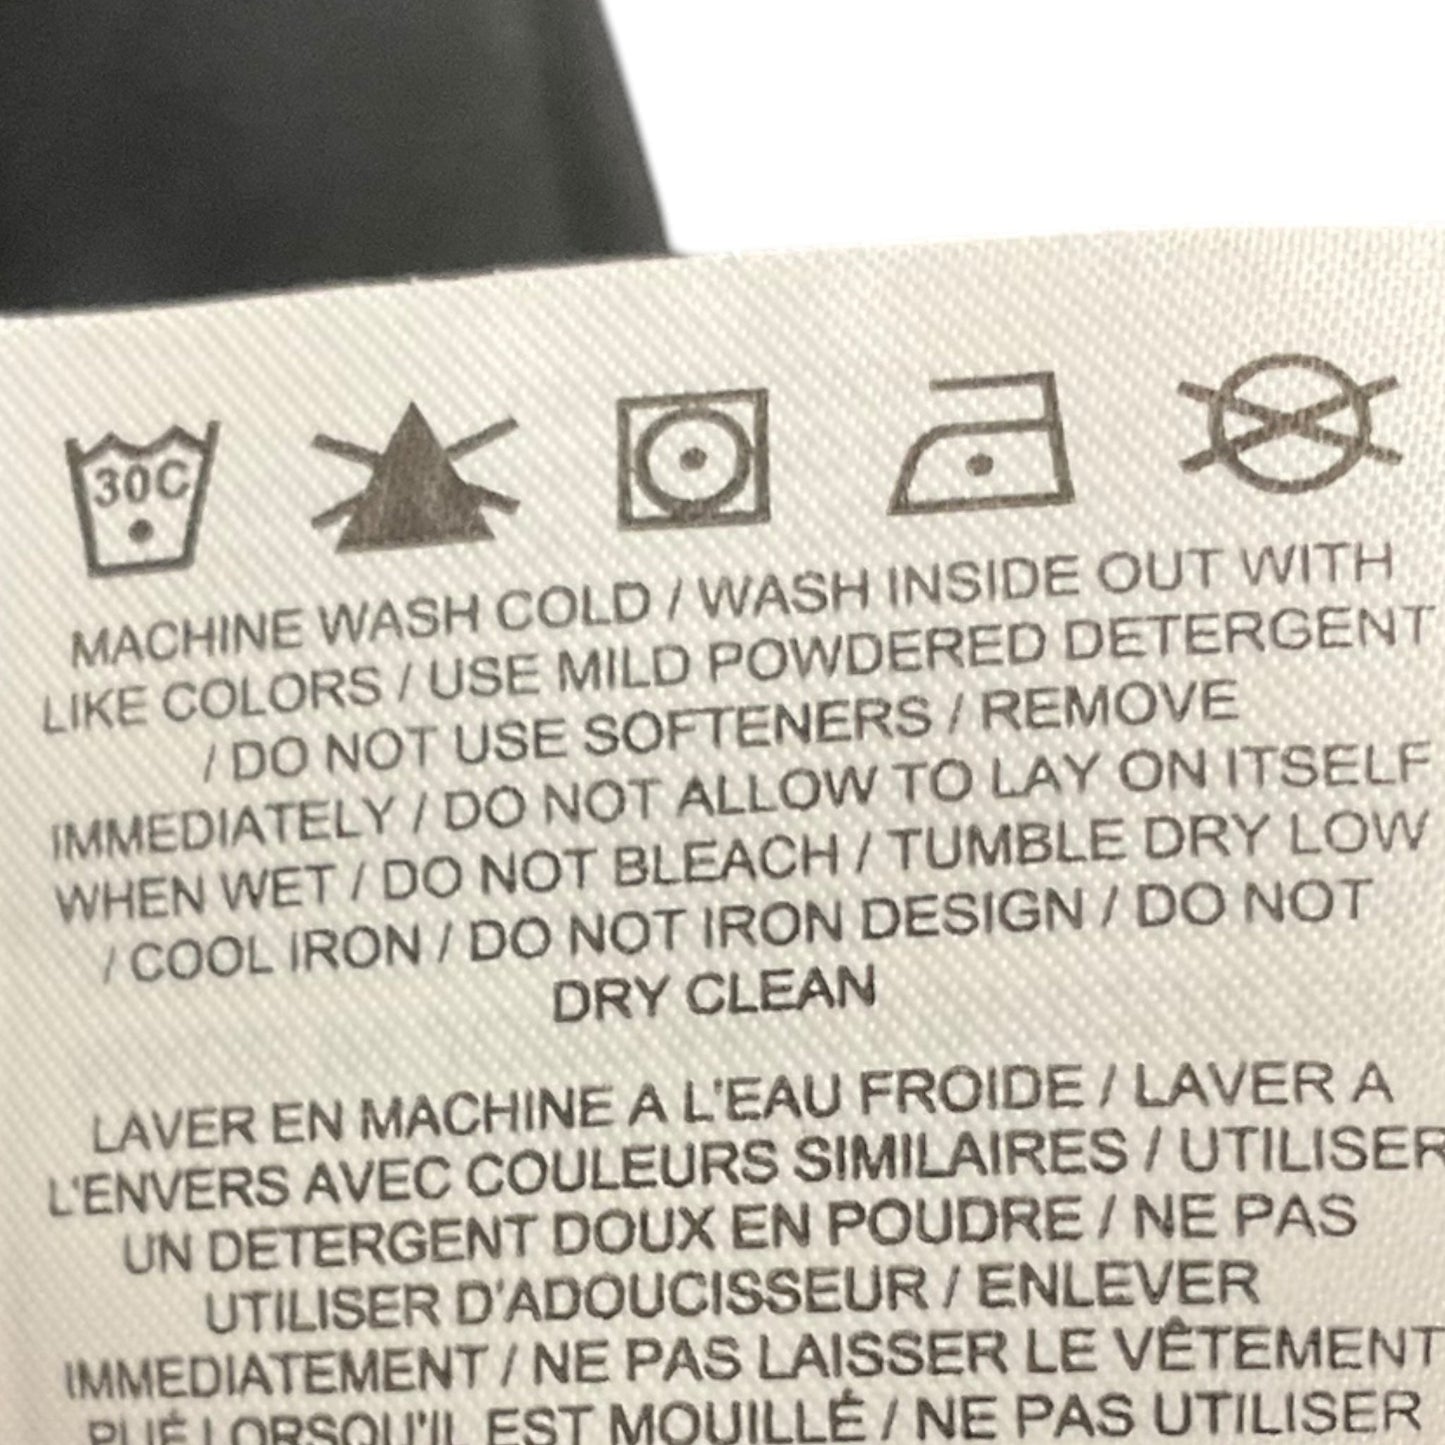 30C
MACHINE WASH COLD / WASH INSIDE OUT WITH
LIKE COLORS / USE MILD POWDERED DETERGENT
/ DO NOT USE SOFTENERS / REMOVE
IMMEDIATELY / DO NOT ALLOW TO LAY ON ITSELF
WHEN WET / DO NOT BLEACH / TUMBLE DRY LOW
/ COOL IRON / DO NOT IRON DESIGN / DO NOT
DRY CLEAN
LAVER EN MACHINE A L'EAU FROIDE / LAVER A
L'ENVERS AVEC COULEURS SIMILAIRES / UTILISER
UN DETERGENT DOUX EN POUDRE / NE PAS
UTILISER D'ADOUCISSEUR / ENLEVER
IMMEDIATEMENT / NE PAS LAISSER LE VÊTEMENT
PLIÉ LORSQU'IL EST MOUILLÉ / NE PAS UTILISER